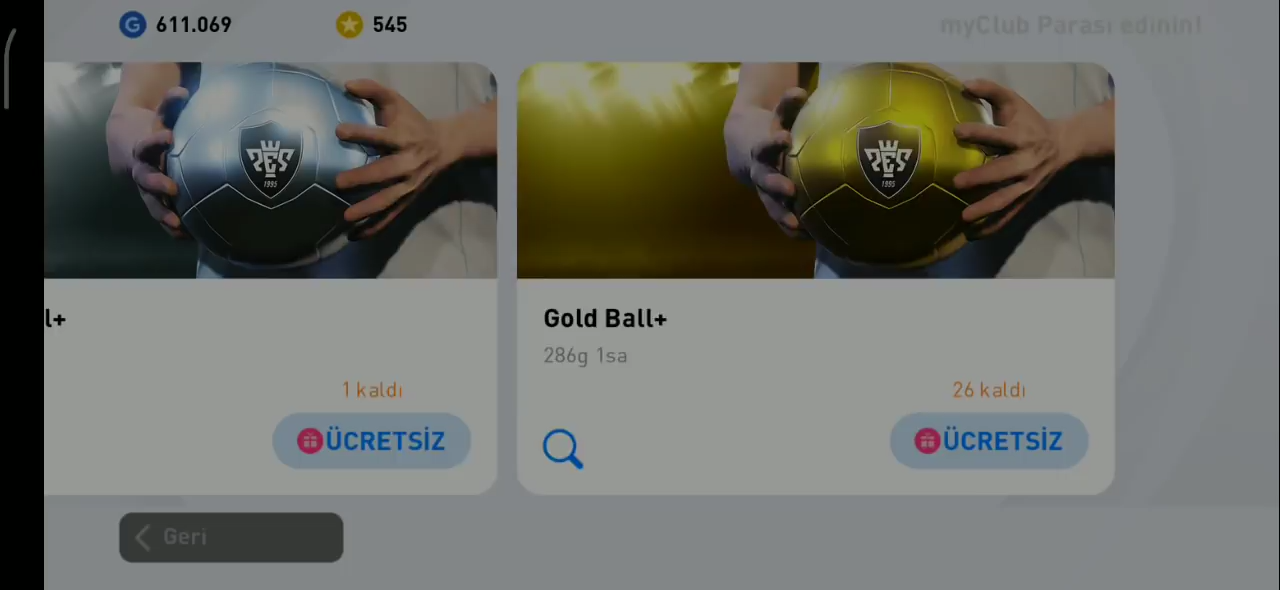 G 611.069
545
myClub Parası edinin!
PES
1995
PES
1995
l+
1 kaldı
ÜCRETSİZ
Gold Ball+
286g 1sa
26 kaldı
ÜCRETSİZ
Geri